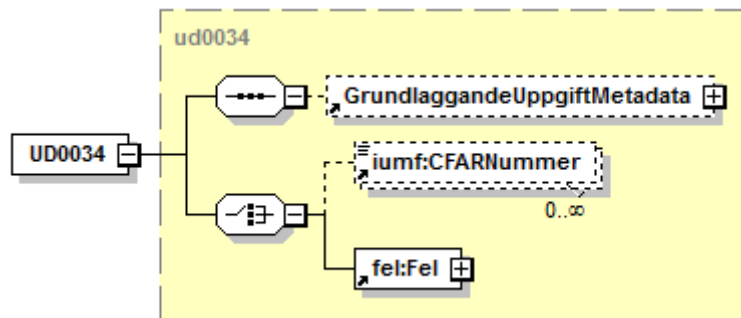 ud0034
GrundlaggandeUppgiftMetadata
UD0034
iumf:CFARNummer
0..∞
fel:Fel